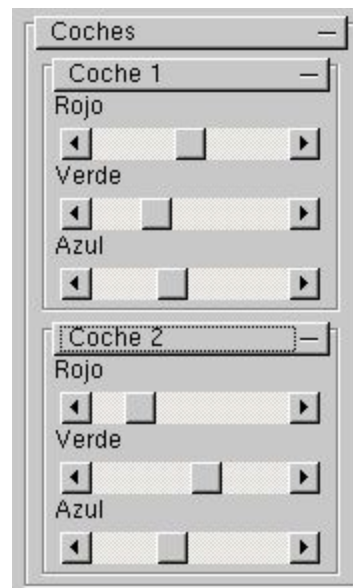 Coches
Coche 1
Rojo
Verde
Azul
Coche 2
Rojo
Verde
Azul